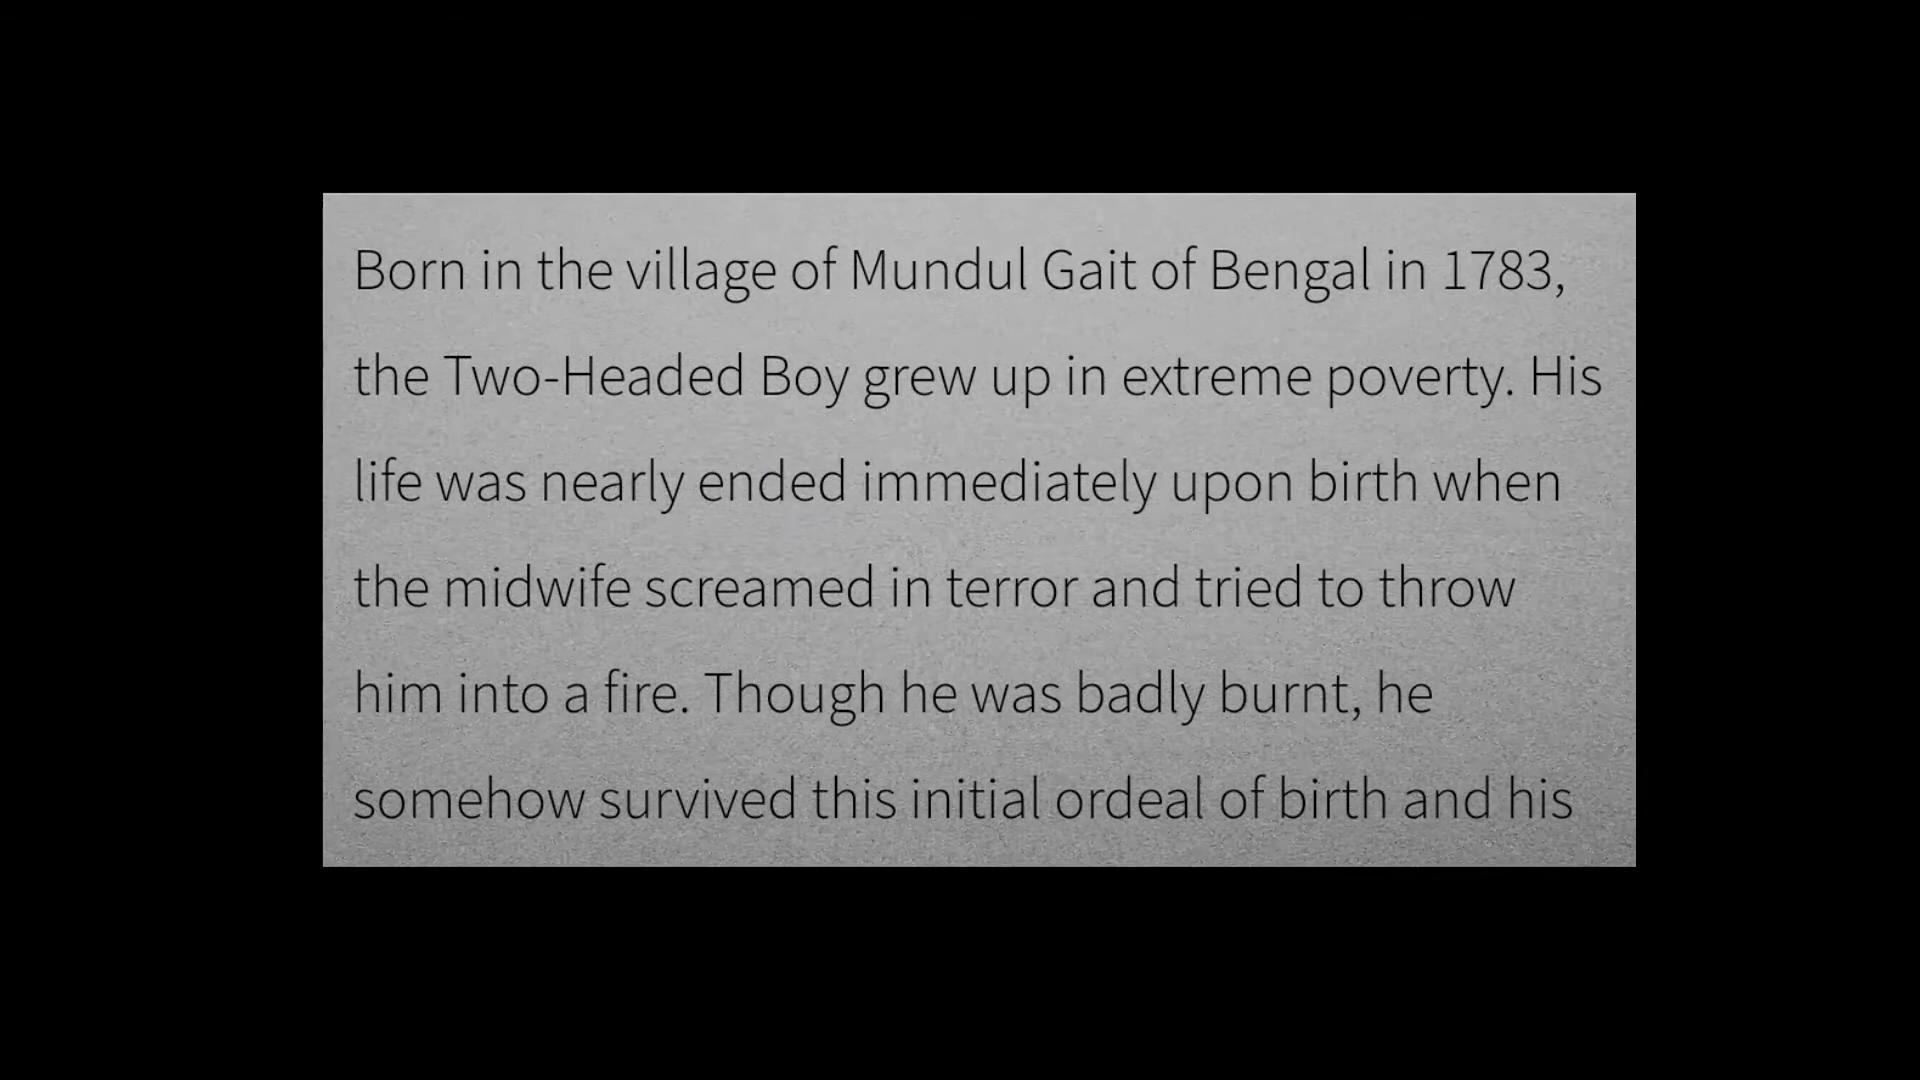 Born in the village of Mundul Gait of Bengal in 1783,
the Two-Headed Boy grew up in extreme poverty. His
life was nearly ended immediately upon birth when
the midwife screamed in terror and tried to throw
him into a fire. Though he was badly burnt, he
somehow survived this initial ordeal of birth and his